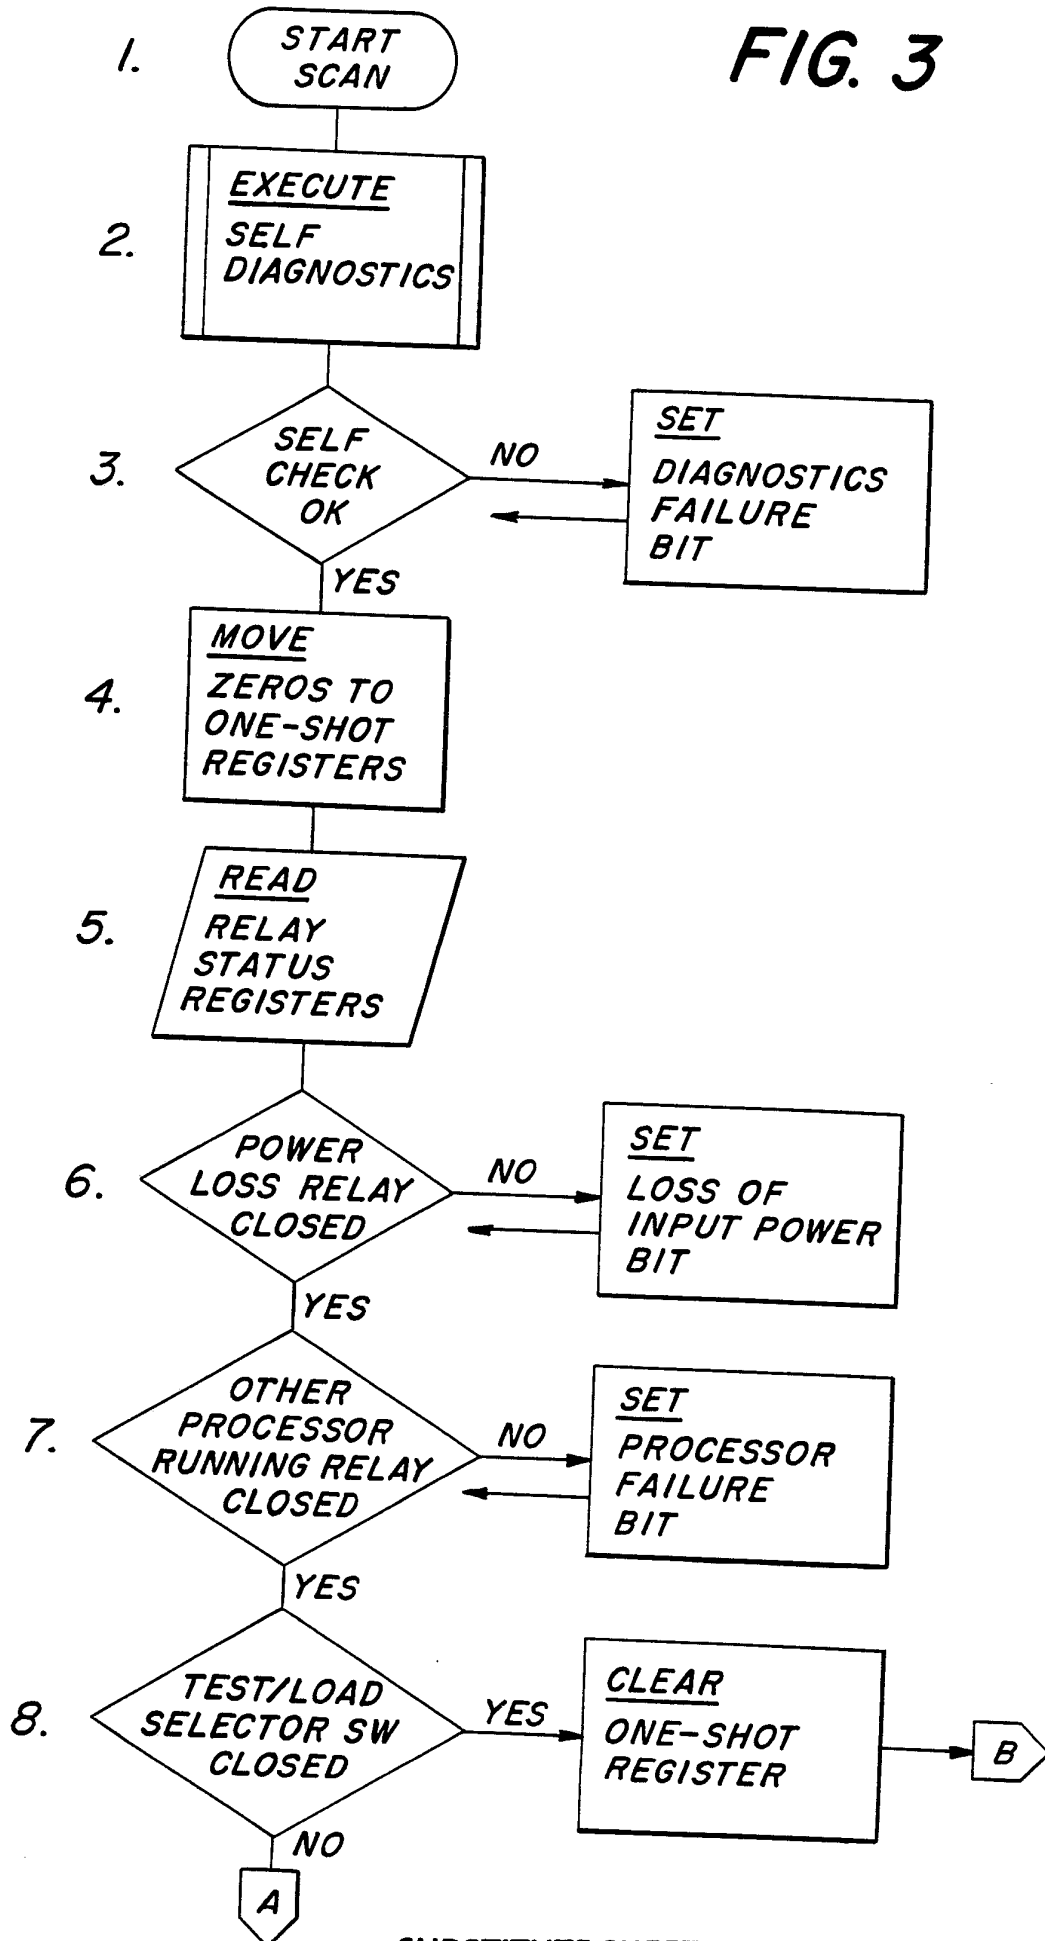 FIG. 3
1.
START
SCAN
2.
EXECUTE
SELF
DIAGNOSTICS
3.
SELF
CHECK
OK
NO
SET
DIAGNOSTICS
FAILURE
BIT
YES
4.
MOVE
ZEROS TO
ONE-SHOT
REGISTERS
5.
READ
RELAY
STATUS
REGISTERS
6.
POWER
LOSS RELAY
CLOSED
NO
SET
LOSS OF
INPUT POWER
BIT
YES
7.
OTHER
PROCESSOR
RUNNING RELAY
CLOSED
NO
SET
PROCESSOR
FAILURE
BIT
YES
8.
TEST/LOAD
SELECTOR SW
CLOSED
YES
CLEAR
ONE-SHOT
REGISTER
B
NO
A